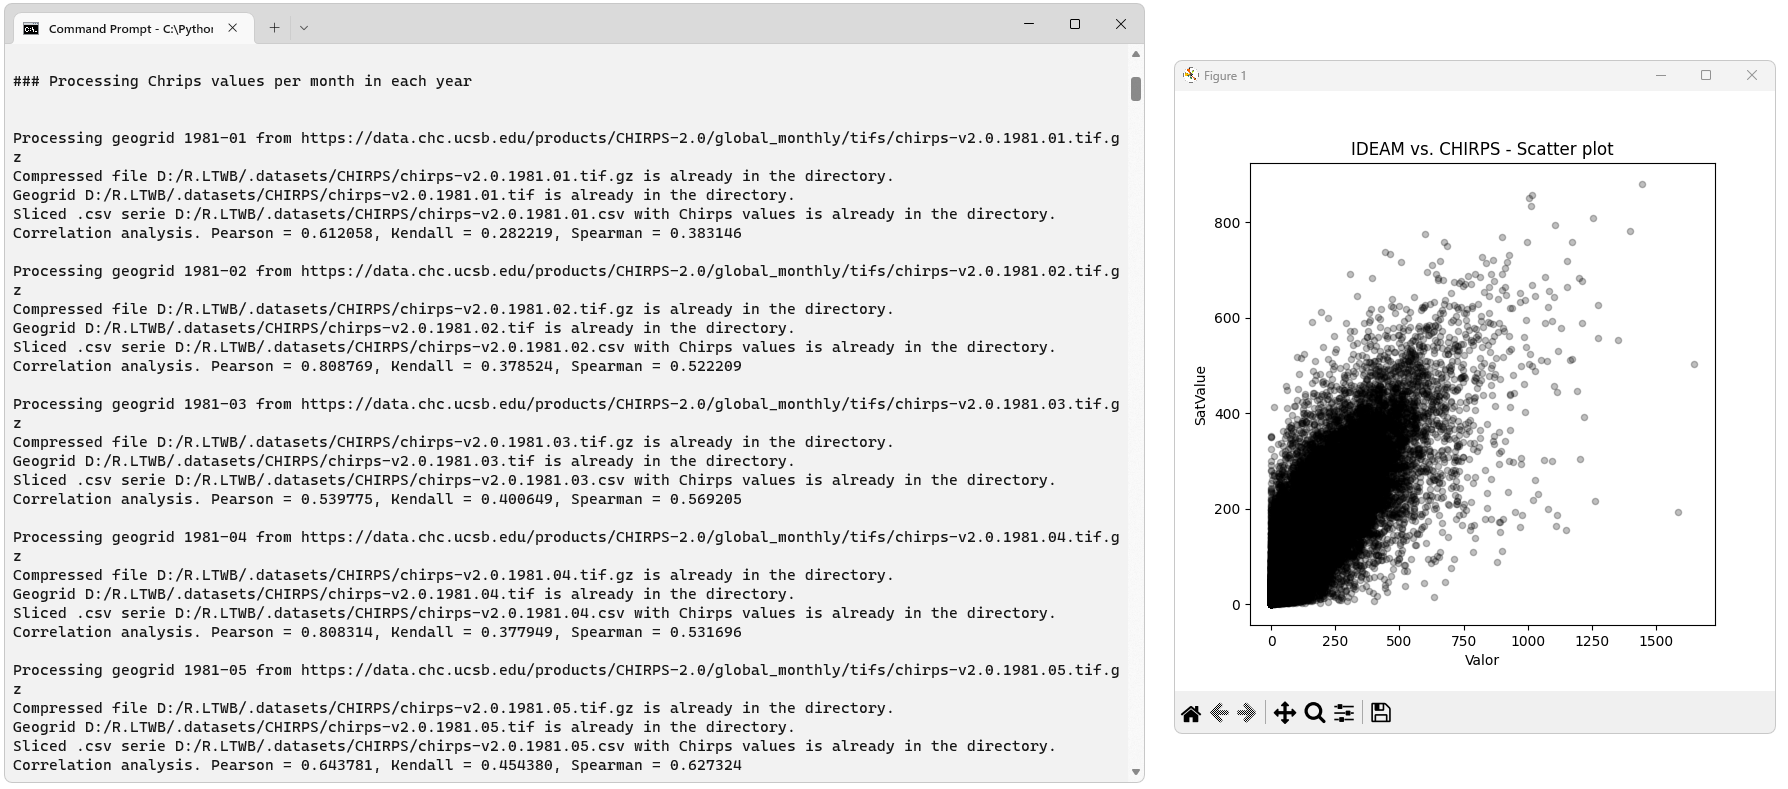 Command Prompt - C:\Pythor
### Processing Chrips values per month in each year
Processing geogrid 1981-01 from https://data.chc.ucsb.edu/products/CHIRPS-2.0/global_monthly/tifs/chirps-v2.0.1981.01.tif.g
z
Compressed file D:/R.LTWB/.datasets/CHIRPS/chirps-v2.0.1981.01.tif.gz is already in the directory.
Geogrid D:/R.LTWB/.datasets/CHIRPS/chirps-v2.0.1981.01.tif is already in the directory.
Sliced .csv serie D:/R.LTWB/.datasets/CHIRPS/chirps-v2.0.1981.01.csv with Chirps values is already in the directory.
Correlation analysis. Pearson = 0.612058, Kendall = 0.282219, Spearman = 0.383146
Processing geogrid 1981-02 from https://data.chc.ucsb.edu/products/CHIRPS-2.0/global_monthly/tifs/chirps-v2.0.1981.02.tif.g
z
Compressed file D:/R.LTWB/.datasets/CHIRPS/chirps-v2.0.1981.02.tif.gz is already in the directory.
Geogrid D:/R.LTWB/.datasets/CHIRPS/chirps-v2.0.1981.02.tif is already in the directory.
Sliced .csv serie D:/R.LTWB/.datasets/CHIRPS/chirps-v2.0.1981.02.csv with Chirps values is already in the directory.
Correlation analysis. Pearson = 0.808769, Kendall = 0.378524, Spearman = 0.522209
Processing geogrid 1981-03 from https://data.chc.ucsb.edu/products/CHIRPS-2.0/global_monthly/tifs/chirps-v2.0.1981.03.tif.g
z
Compressed file D:/R.LTWB/.datasets/CHIRPS/chirps-v2.0.1981.03.tif.gz is already in the directory.
Geogrid D:/R.LTWB/.datasets/CHIRPS/chirps-v2.0.1981.03.tif is already in the directory.
Sliced .csv serie D:/R.LTWB/.datasets/CHIRPS/chirps-v2.0.1981.03.csv with Chirps values is already in the directory.
Correlation analysis. Pearson = 0.539775, Kendall = 0.400649, Spearman = 0.569205
Processing geogrid 1981-04 from https://data.chc.ucsb.edu/products/CHIRPS-2.0/global_monthly/tifs/chirps-v2.0.1981.04.tif.g
z
Compressed file D:/R.LTWB/.datasets/CHIRPS/chirps-v2.0.1981.04.tif.gz is already in the directory.
Geogrid D:/R.LTWB/.datasets/CHIRPS/chirps-v2.0.1981.04.tif is already in the directory.
Sliced .csv serie D:/R.LTWB/.datasets/CHIRPS/chirps-v2.0.1981.04.csv with Chirps values is already in the directory.
Correlation analysis. Pearson = 0.808314, Kendall = 0.377949, Spearman = 0.531696
Processing geogrid 1981-05 from https://data.chc.ucsb.edu/products/CHIRPS-2.0/global_monthly/tifs/chirps-v2.0.1981.05.tif.g
z
Compressed file D:/R.LTWB/.datasets/CHIRPS/chirps-v2.0.1981.05.tif.gz is already in the directory.
Geogrid D:/R.LTWB/.datasets/CHIRPS/chirps-v2.0.1981.05.tif is already in the directory.
Sliced .csv serie D:/R.LTWB/.datasets/CHIRPS/chirps-v2.0.1981.05.csv with Chirps values is already in the directory.
Correlation analysis. Pearson = 0.643781, Kendall = 0.454380, Spearman = 0.627324
Figure 1
IDEAM vs. CHIRPS - Scatter plot
SatValue
800
600
400
200
0
0 250 500 750 1000 1250 1500
Valor